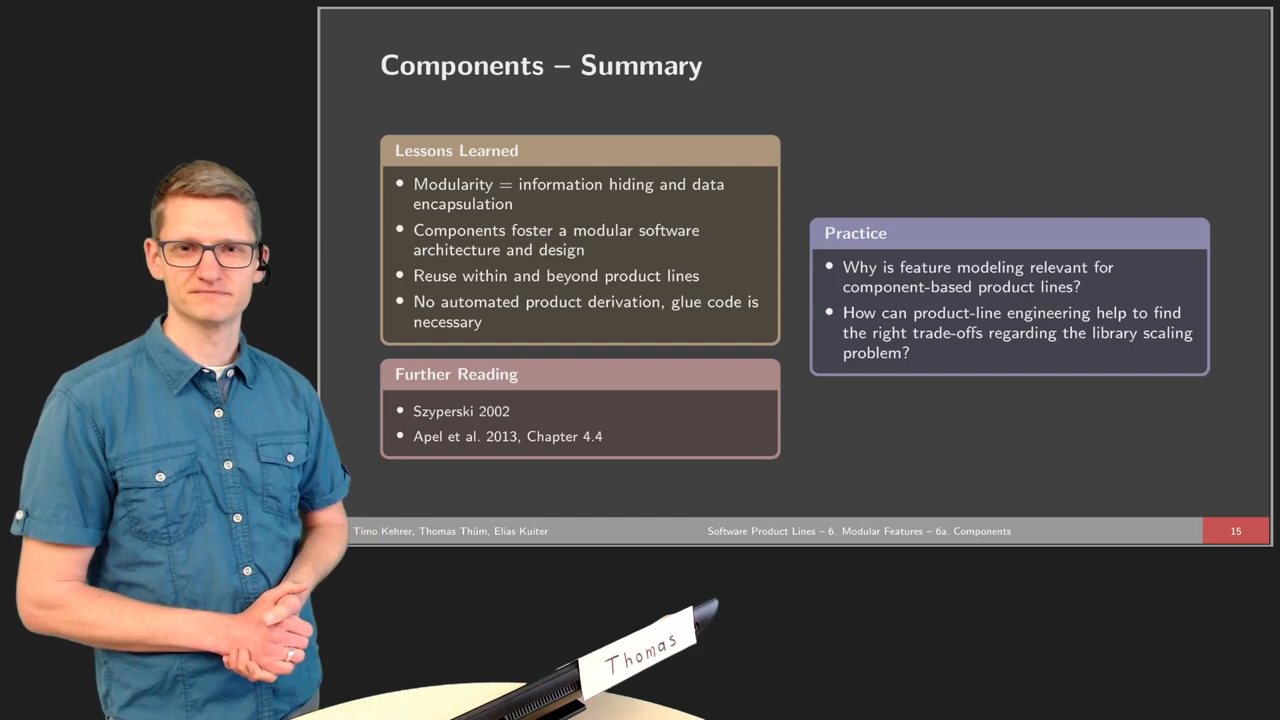 Components – Summary
Lessons Learned
• Modularity = information hiding and data
encapsulation
• Components foster a modular software
architecture and design
• Reuse within and beyond product lines
• No automated product derivation, glue code is
necessary
Further Reading
• Szyperski 2002
• Apel et al. 2013, Chapter 4.4
Practice
• Why is feature modeling relevant for
component-based product lines?
• How can product-line engineering help to find
the right trade-offs regarding the library scaling
problem?
Timo Kehrer, Thomas Thüm, Elias Kuiter
Software Product Lines – 6. Modular Features – 6a. Components
15
Thomas